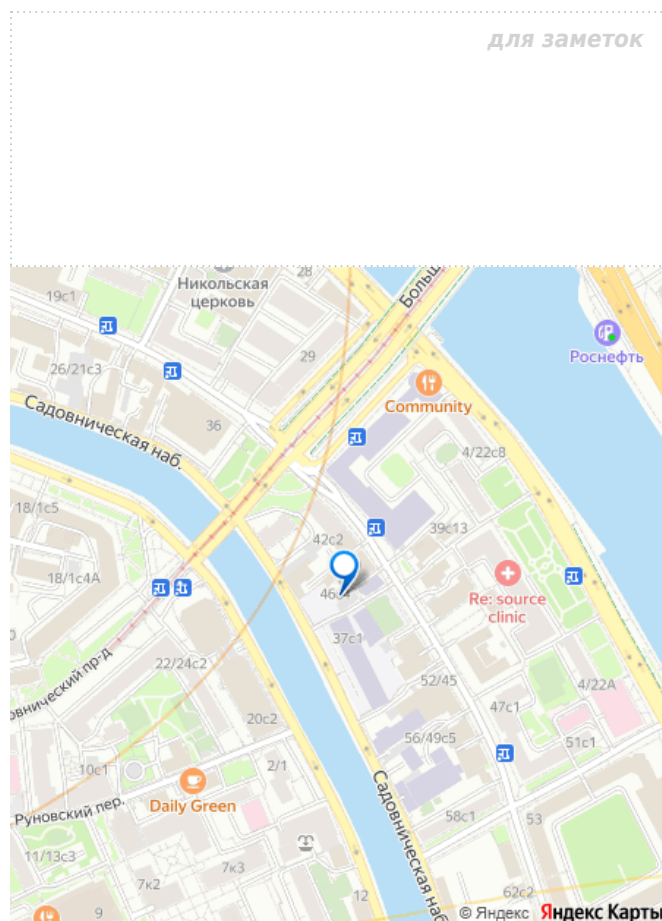 для заметок
28
Никольская
церковь
Больш
19с1
Роснефть
29
26/21с3
Community
36
Садовническая наб.
4/22с8
18/1с5
39с13
42с2
18/1с4А
Re: source
clinic
37с1
22/24с2
52/45
4/22А
овнический пр-д
47с1
20с2
51с1
56/49с5
2/1
10с1
Daily Green
Руновский пер.
Садовническая наб
58с1
53
11/13с3
7к3
7к2
62с2
12
9
© Яндекс Яндекс Карты